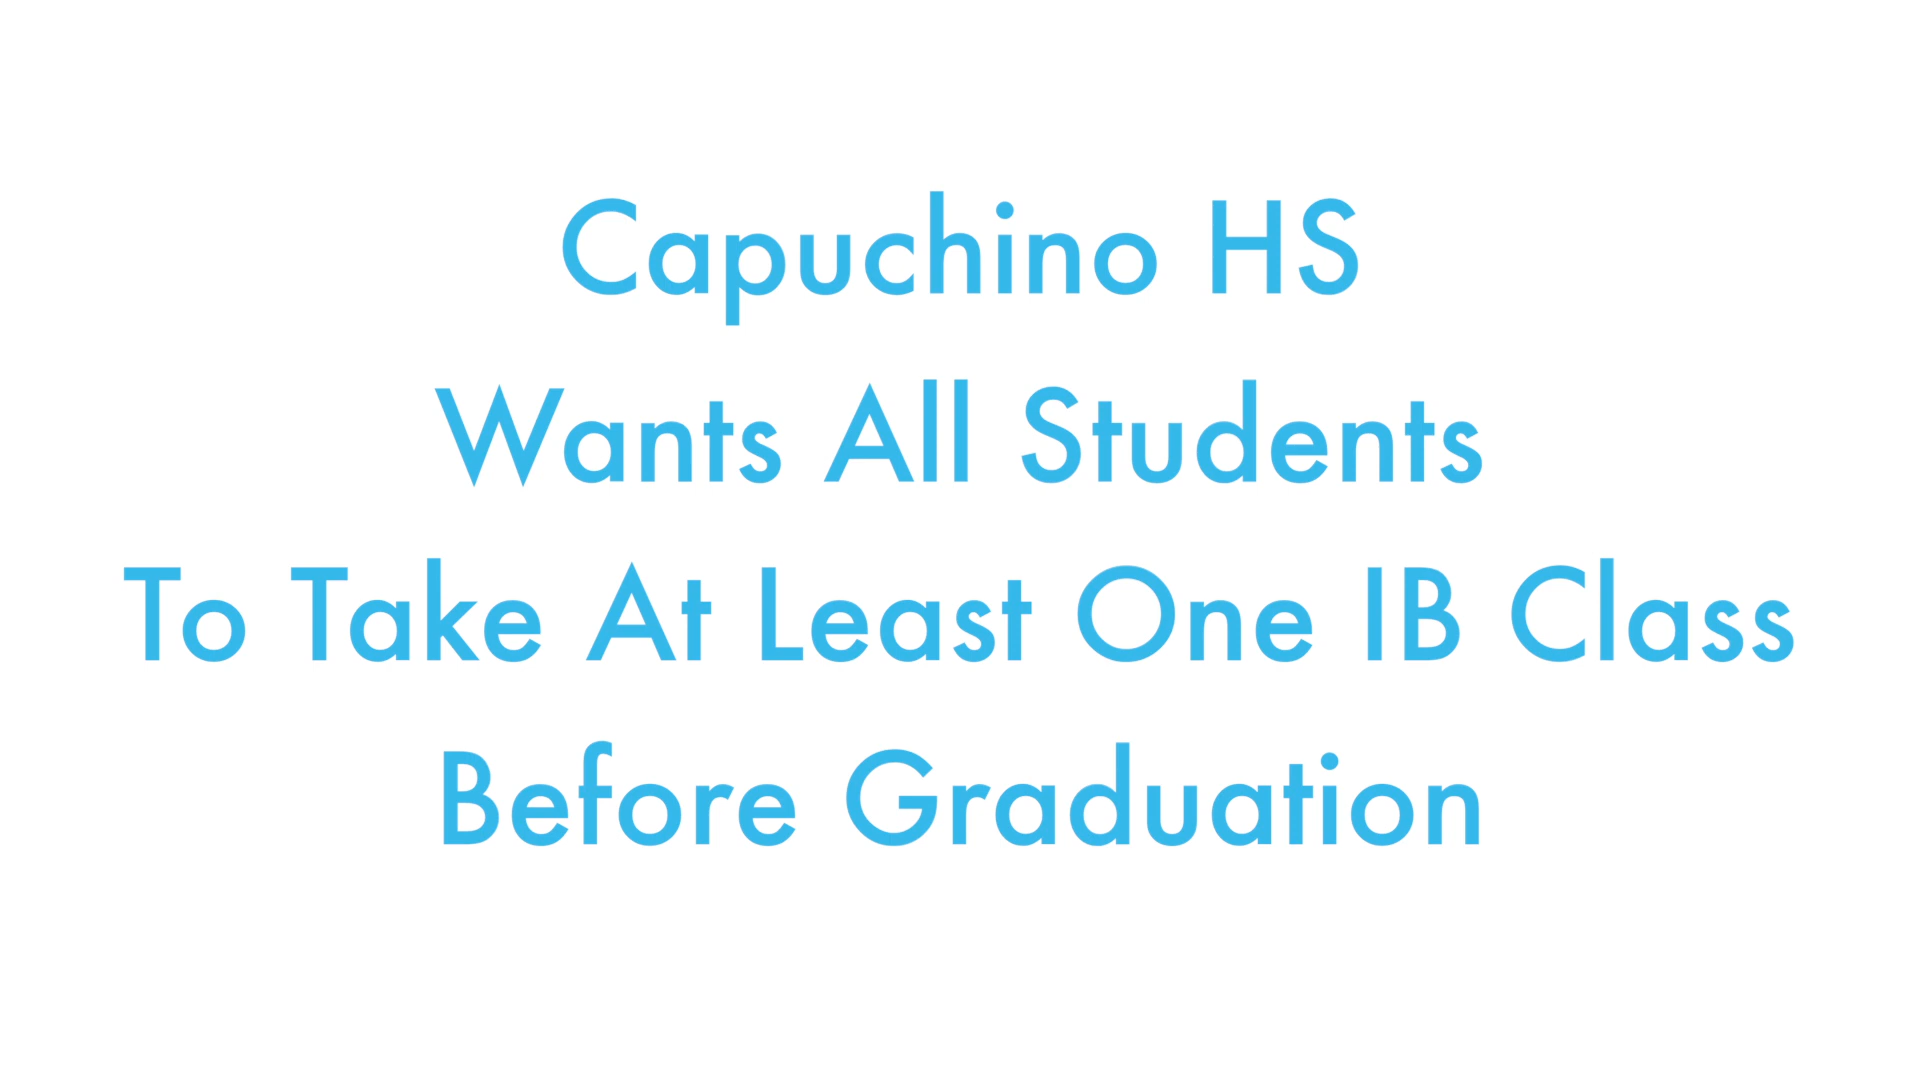 Capuchino HS
Wants All Students
To Take At Least One IB Class
Before Graduation